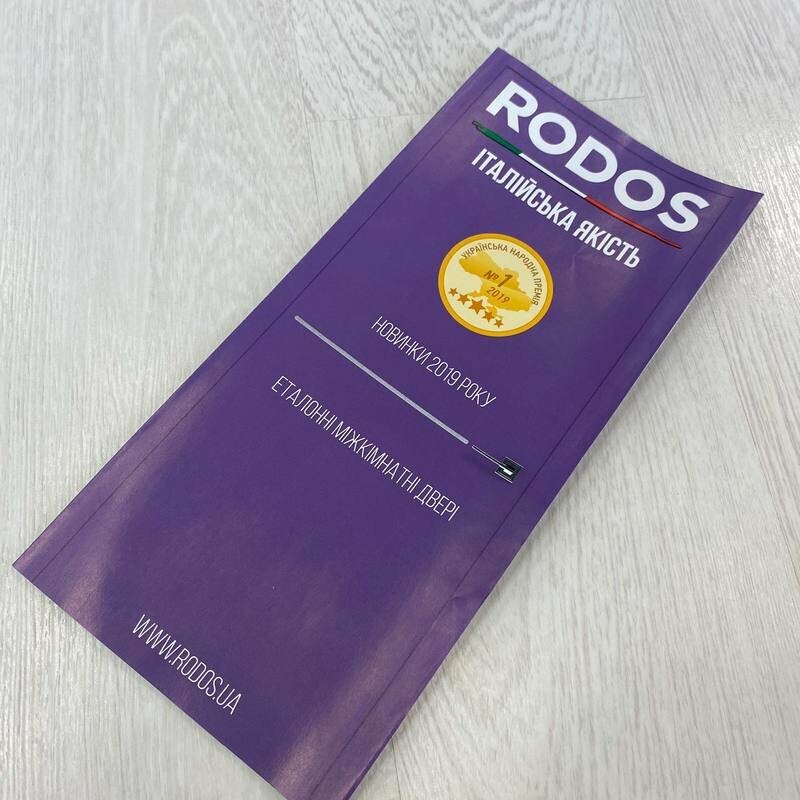 RODOS
ІТАЛІЙСЬКА ЯКІСТЬ
УКРАЇНСЬКА НАРОДНА ПРЕМІЯ
№1
2019
НОВИНКИ 2019 РОКУ
ЕТАЛОННІ МІЖКІМНАТНІ ДВЕРІ
WWW.RODOS.UA